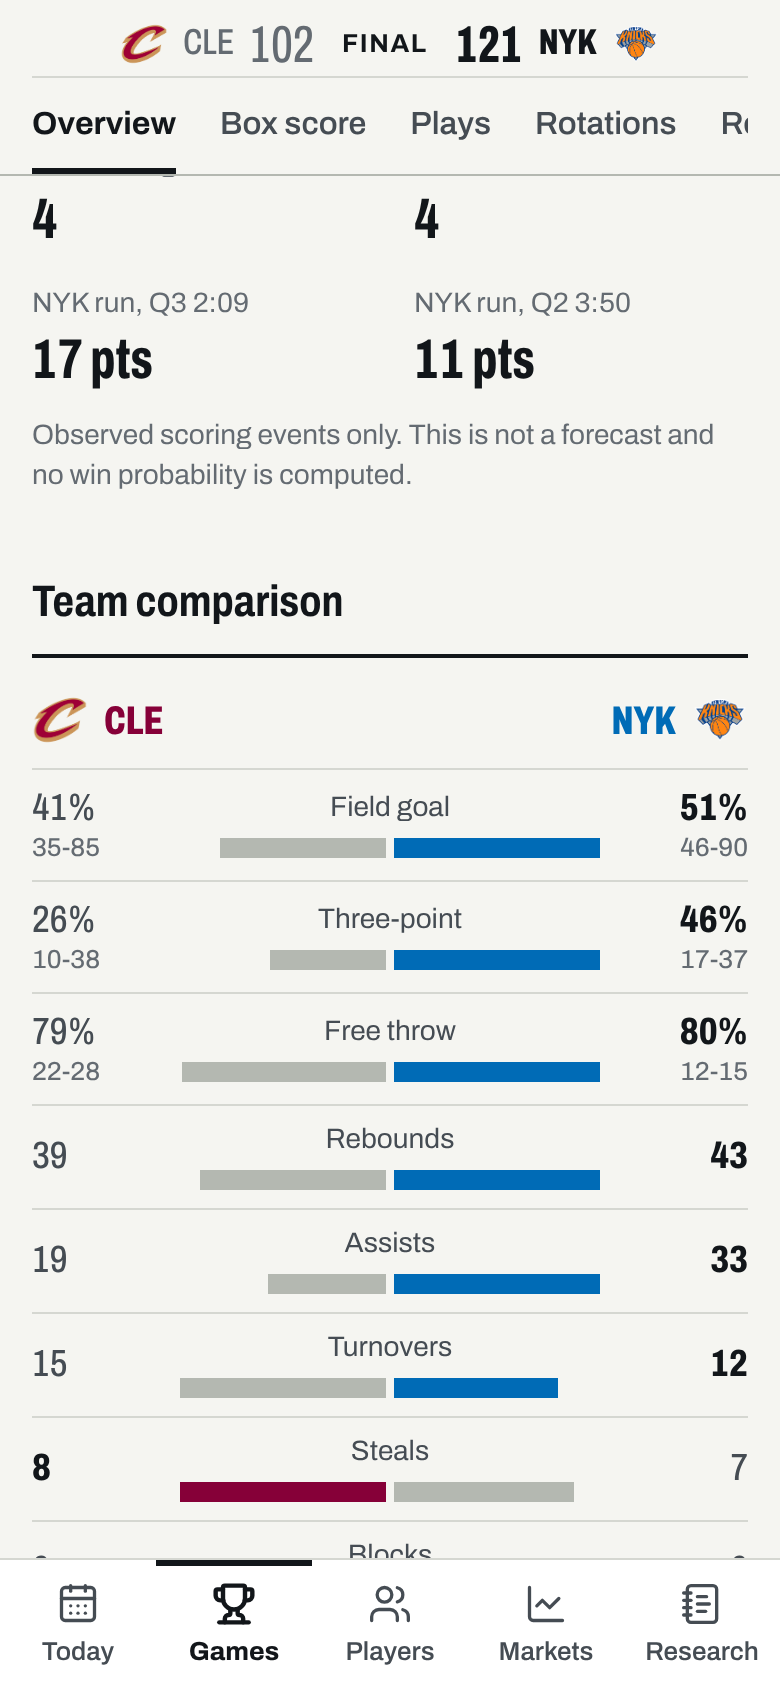 CLE 102 FINAL 121 NYK
Overview Box score Plays Rotations
4 4
NYK run, Q3 2:09 NYK run, Q2 3:50
17 pts 11 pts
Observed scoring events only. This is not a forecast and
no win probability is computed.
Team comparison
CLE NYK
41% Field goal 51%
35-85 46-90
26% Three-point 46%
10-38 17-37
79% Free throw 80%
22-28 12-15
39 Rebounds 43
19 Assists 33
15 Turnovers 12
8 Steals 7
Blocks
Today Games Players Markets Research